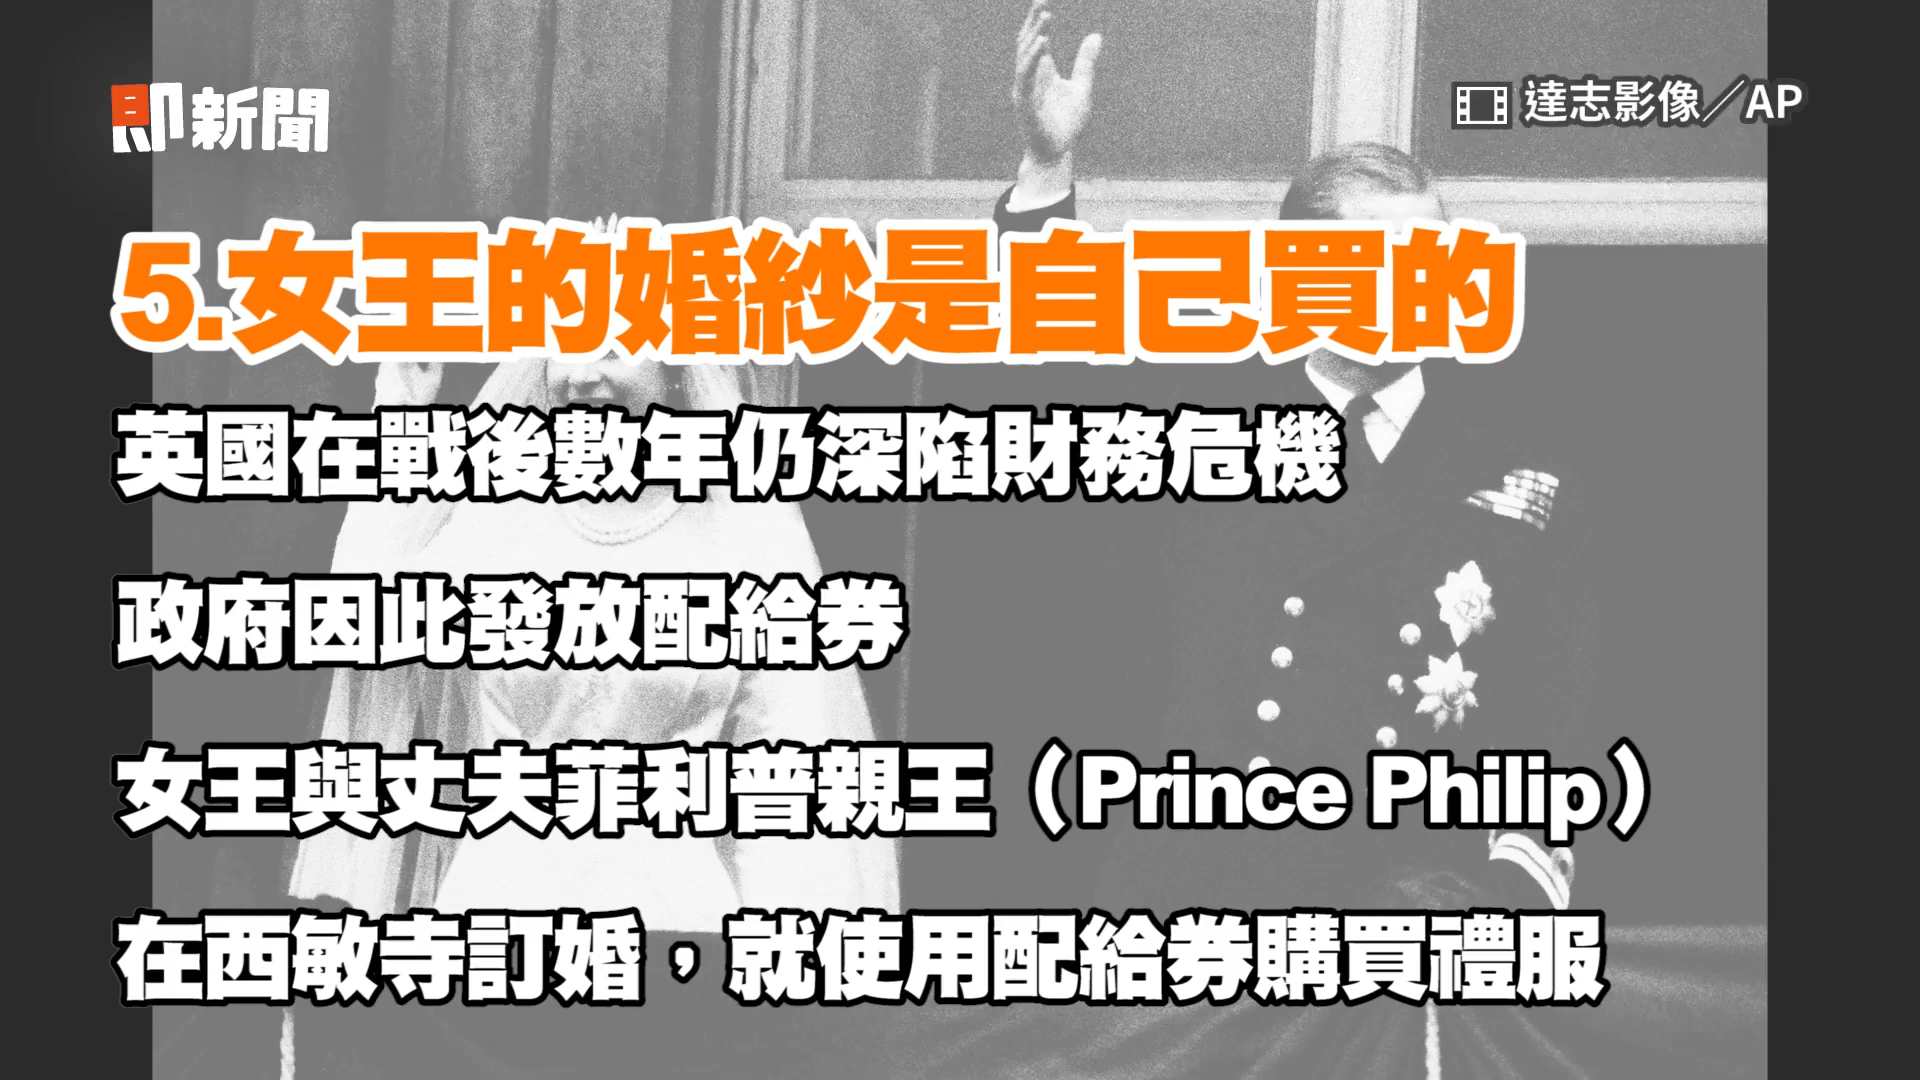 即新聞
達志影像／AP
5.女王的婚紗是自己買的
英國在戰後數年仍深陷財務危機
政府因此發放配給券
女王與丈夫菲利普親王（Prince Philip）
在西敏寺訂婚，就使用配給券購買禮服